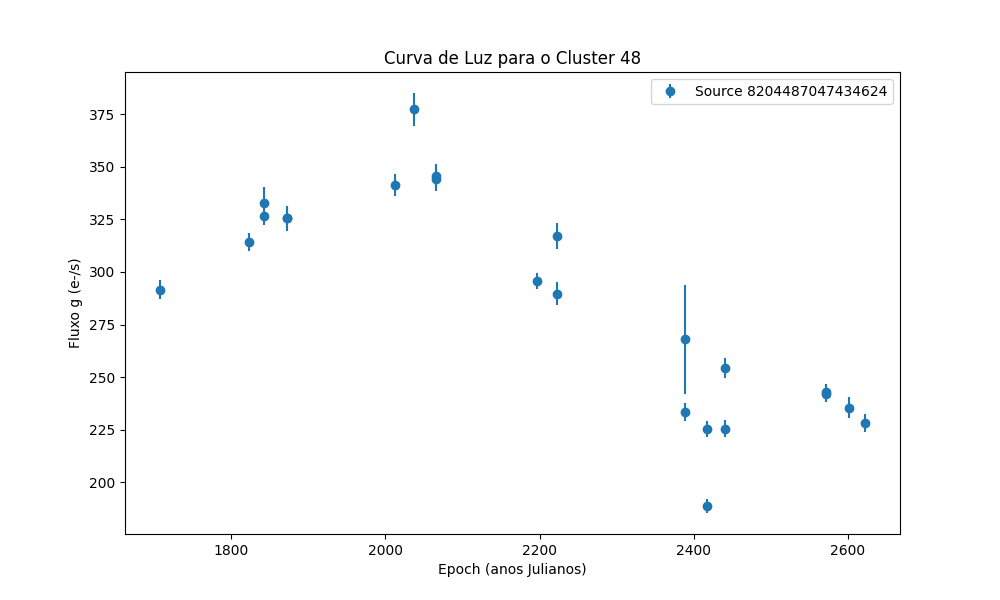 Curva de Luz para o Cluster 48
Source 8204487047434624
Fluxo g (e-/s)
375
350
325
300
275
250
225
200
1800 2000 2200 2400 2600
Epoch (anos Julianos)